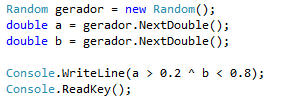 Random gerador = new Random();
double a = gerador.NextDouble();
double b = gerador.NextDouble();
Console.WriteLine(a > 0.2 ^ b < 0.8);
Console.ReadKey();